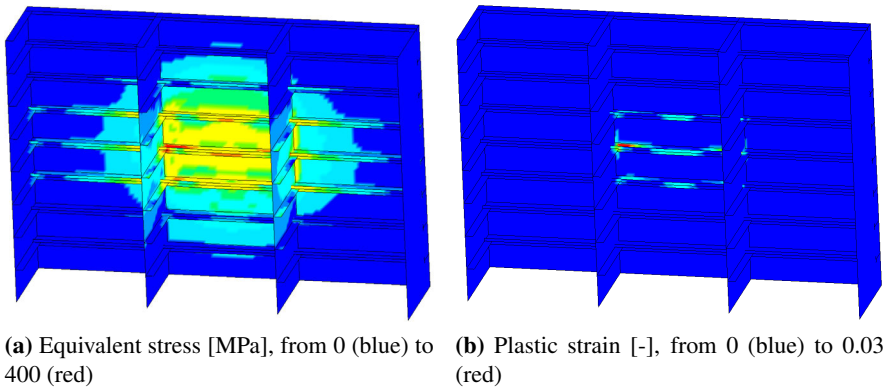 (a) Equivalent stress [MPa], from 0 (blue) to
400 (red)
(b) Plastic strain [-], from 0 (blue) to 0.03
(red)